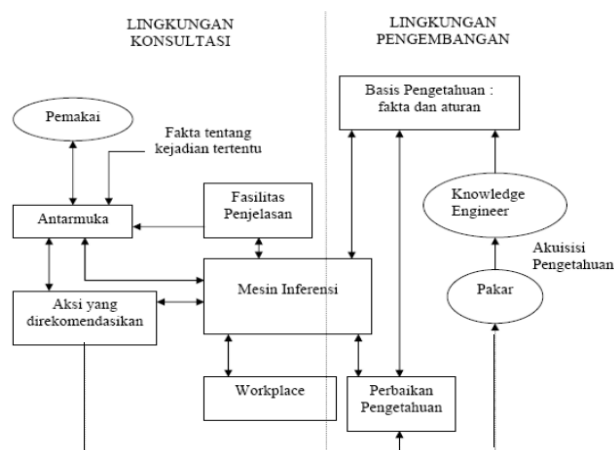 LINGKUNGAN
KONSULTASI
LINGKUNGAN
PENGEMBANGAN
Basis Pengetahuan :
fakta dan aturan
Pemakai
Fakta tentang
kejadian tertentu
Fasilitas
Penjelasan
Knowledge
Engineer
Antarmuka
Akuisisi
Pengetahuan
Aksi yang
direkomendasikan
Mesin Inferensi
Pakar
Workplace
Perbaikan
Pengetahuan